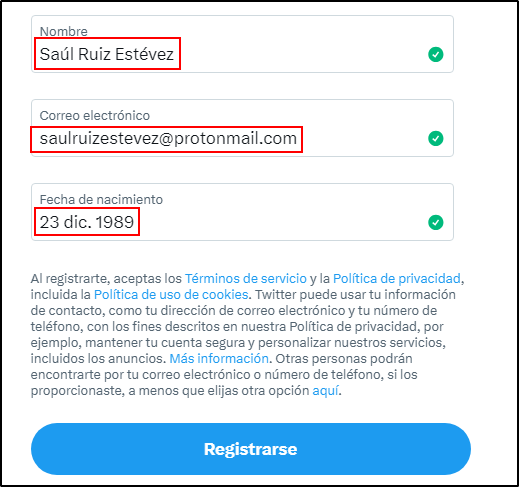 Nombre
Saúl Ruiz Estévez
Correo electrónico
saulruizestevez@protonmail.com
Fecha de nacimiento
23 dic. 1989
Al registrarte, aceptas los Términos de servicio y la Política de privacidad,
incluida la Política de uso de cookies. Twitter puede usar tu información
de contacto, como tu dirección de correo electrónico y tu número de
teléfono, con los fines descritos en nuestra Política de privacidad, por
ejemplo, mantener tu cuenta segura y personalizar nuestros servicios,
incluidos los anuncios. Más información. Otras personas podrán
encontrarte por tu correo electrónico o número de teléfono, si los
proporcionaste, a menos que elijas otra opción aquí.
Registrarse